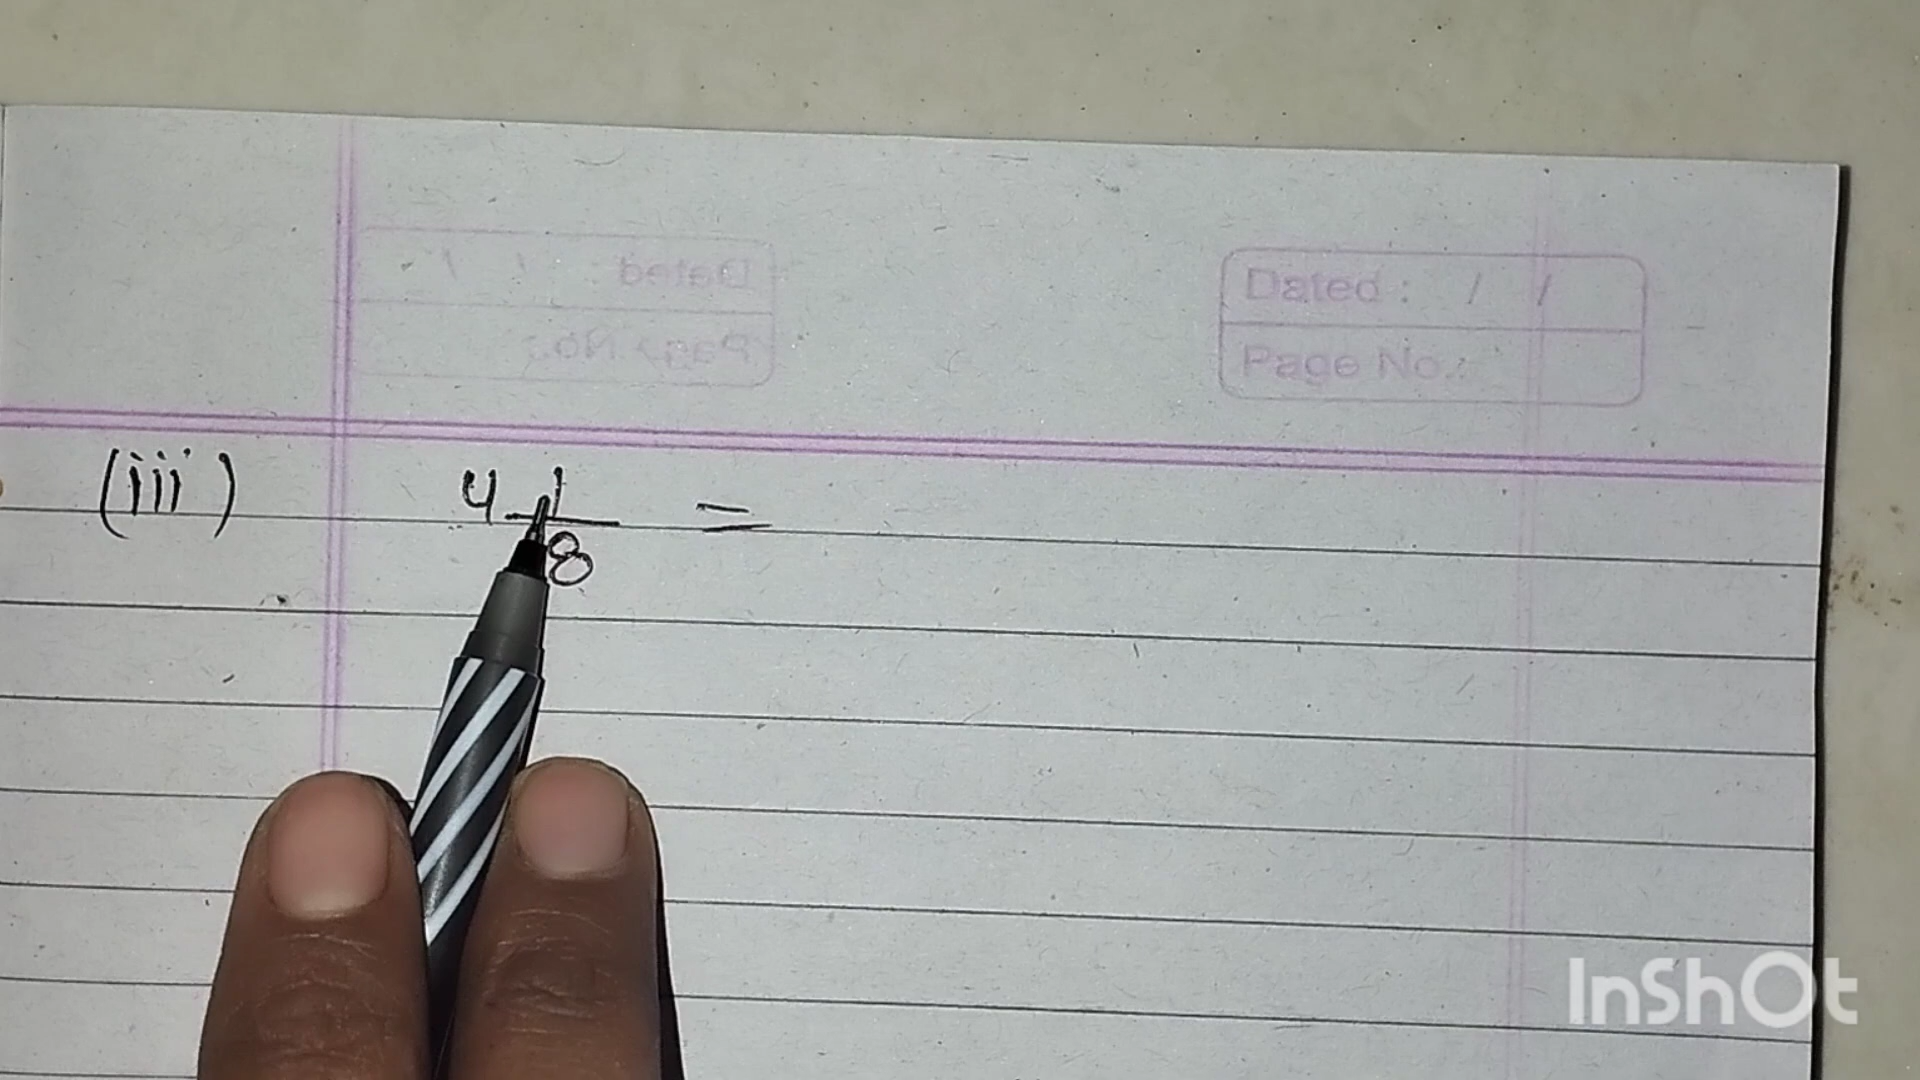 Dated : / /
Page No.:
(iii) 4 1/8 =
InShOt